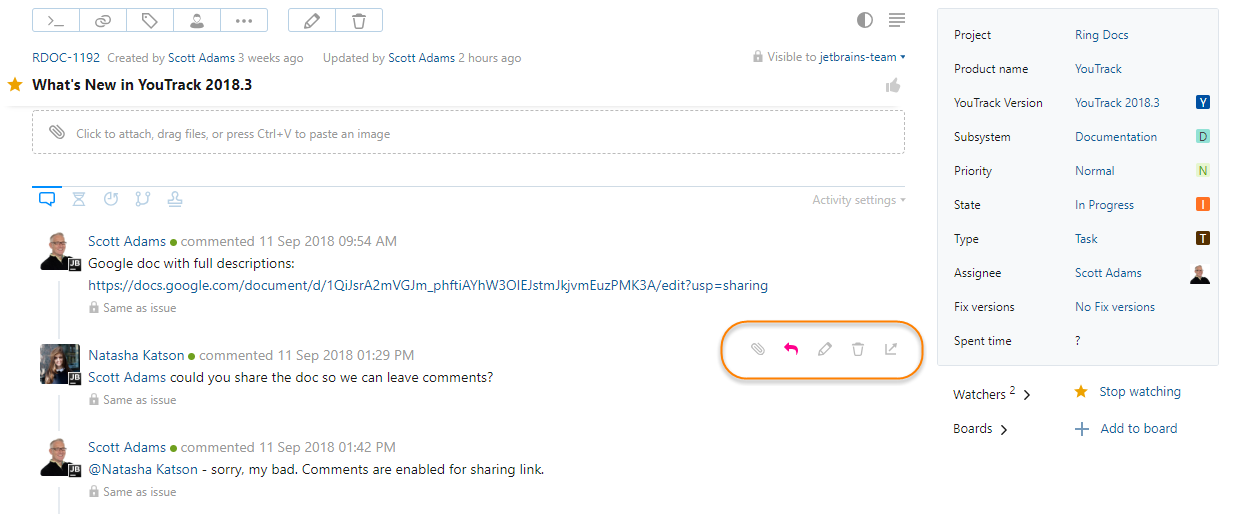 RDOC-1192 Created by Scott Adams 3 weeks ago Updated by Scott Adams 2 hours ago
Visible to jetbrains-team
What's New in YouTrack 2018.3
Click to attach, drag files, or press Ctrl+V to paste an image
Activity settings
Scott Adams commented 11 Sep 2018 09:54 AM
Google doc with full descriptions:
https://docs.google.com/document/d/1QiJsrA2mVGJm_phftiAYhW3OIEJstmJkjvmEuzPMK3A/edit?usp=sharing
Same as issue
JB
Natasha Katson commented 11 Sep 2018 01:29 PM
Scott Adams could you share the doc so we can leave comments?
Same as issue
Scott Adams commented 11 Sep 2018 01:42 PM
@Natasha Katson - sorry, my bad. Comments are enabled for sharing link.
Same as issue
JB
Project Ring Docs
Product name YouTrack
YouTrack Version YouTrack 2018.3 Y
Subsystem Documentation D
Priority Normal N
State In Progress I
Type Task T
Assignee Scott Adams
Fix versions No Fix versions
Spent time ?
Watchers 2 Stop watching
Boards Add to board